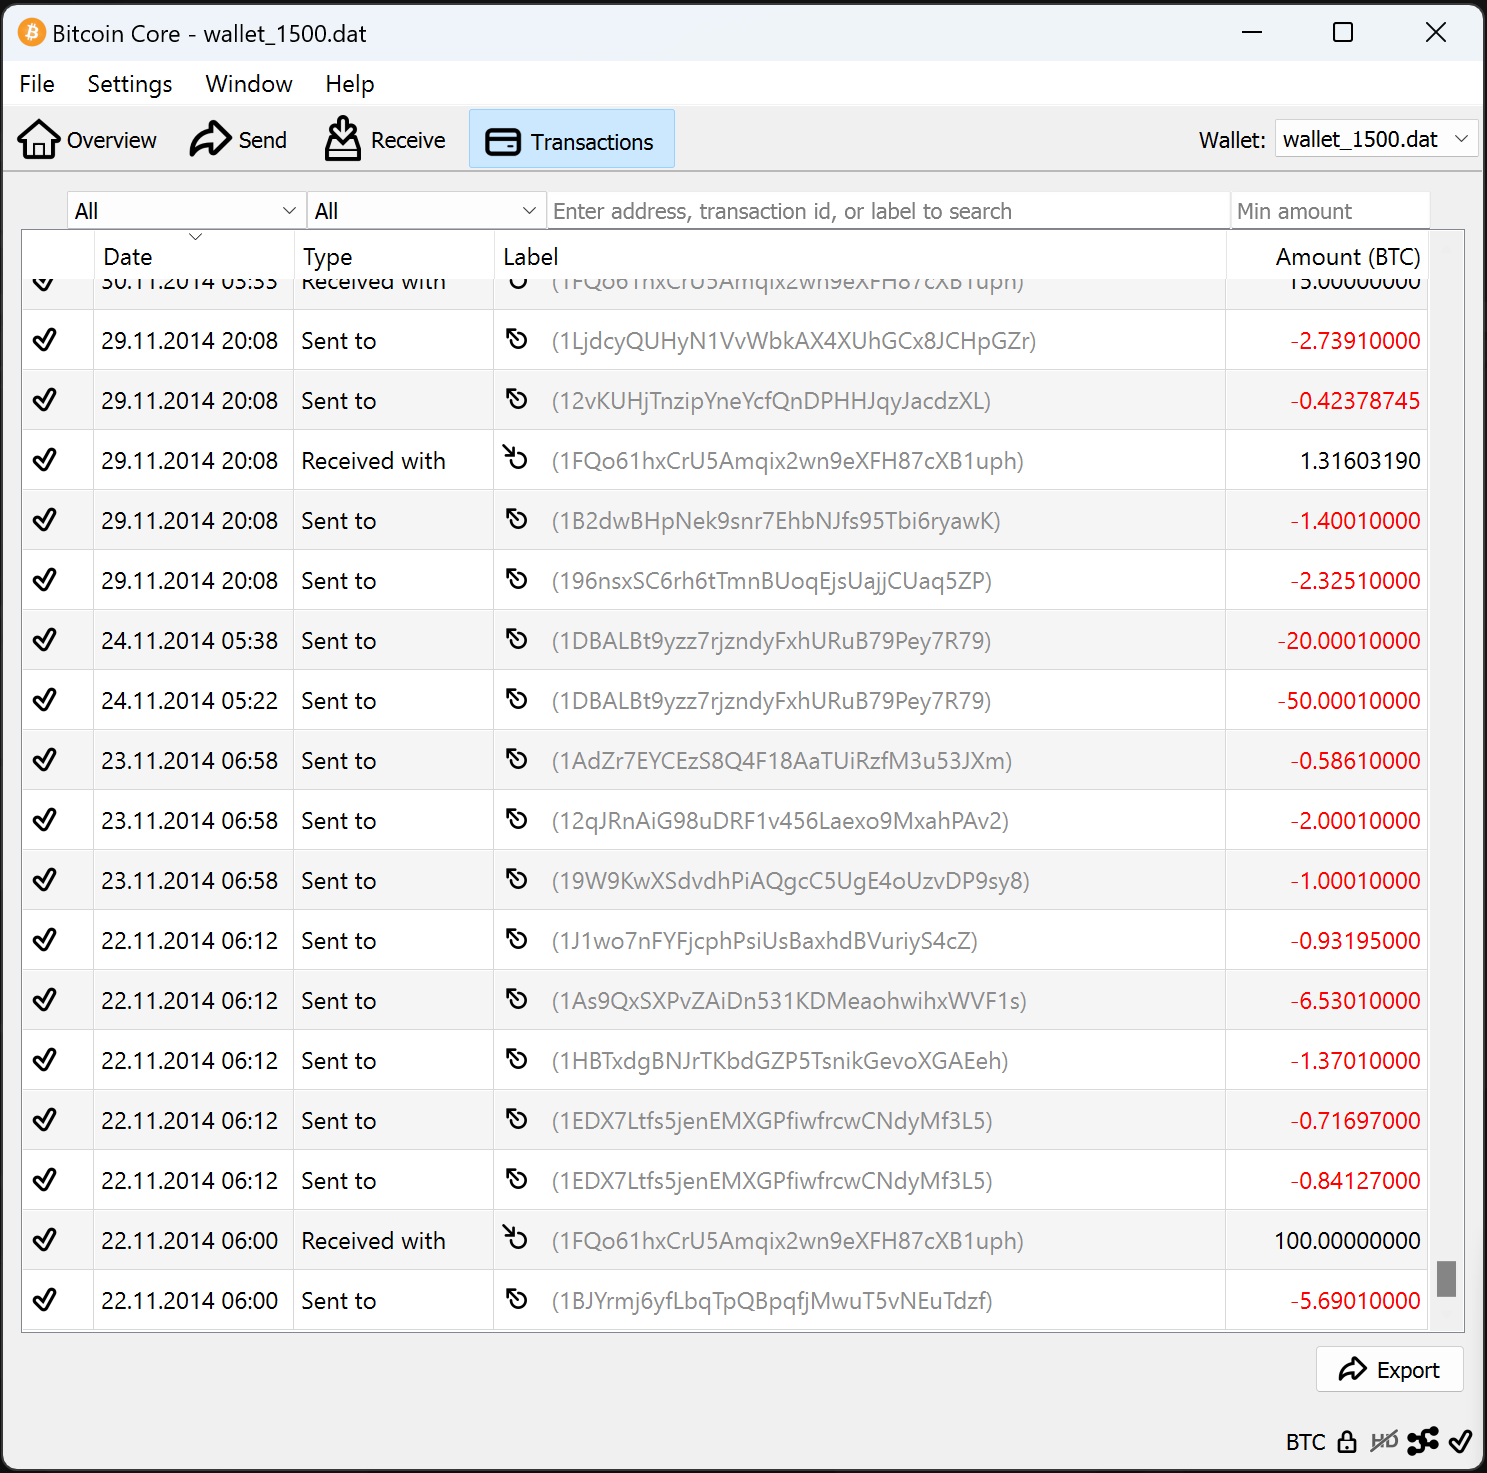 Bitcoin Core - wallet_1500.dat
File Settings Window Help
Overview Send Receive Transactions Wallet: wallet_1500.dat
All All Enter address, transaction id, or label to search Min amount
Date Type Label Amount (BTC)
30.11.2014 05:33 Received with (1FQo61hxCrU5Amqix2wn9eXFH87cXB1uph) 15.00000000
29.11.2014 20:08 Sent to (1LjdcyQUHyN1VvWbkAX4XUhGCx8JCHpGZr) -2.73910000
29.11.2014 20:08 Sent to (12vKUHjTnzipYneYcfQnDPHHJqyJacdzXL) -0.42378745
29.11.2014 20:08 Received with (1FQo61hxCrU5Amqix2wn9eXFH87cXB1uph) 1.31603190
29.11.2014 20:08 Sent to (1B2dwBHpNek9snr7EhbNJfs95Tbi6ryawK) -1.40010000
29.11.2014 20:08 Sent to (196nsxSC6rh6tTmnBUoqEjsUajjCUaq5ZP) -2.32510000
24.11.2014 05:38 Sent to (1DBALBt9yzz7rjzndyFxhURuB79Pey7R79) -20.00010000
24.11.2014 05:22 Sent to (1DBALBt9yzz7rjzndyFxhURuB79Pey7R79) -50.00010000
23.11.2014 06:58 Sent to (1AdZr7EYCEzS8Q4F18AaTUiRzfM3u53JXm) -0.58610000
23.11.2014 06:58 Sent to (12qJRnAiG98uDRF1v456Laexo9MxahPAv2) -2.00010000
23.11.2014 06:58 Sent to (19W9KwXSdvdhPiAQgcC5UgE4oUzvDP9sy8) -1.00010000
22.11.2014 06:12 Sent to (1J1wo7nFYFjcphPsiUsBaxhdBVuriyS4cZ) -0.93195000
22.11.2014 06:12 Sent to (1As9QxSXPvZAiDn531KDMeaohwihxWVF1s) -6.53010000
22.11.2014 06:12 Sent to (1HBTxdgBNJrTKbdGZP5TsnikGevoXGAEeh) -1.37010000
22.11.2014 06:12 Sent to (1EDX7Ltfs5jenEMXGPfiwfrcwCNdyMf3L5) -0.71697000
22.11.2014 06:12 Sent to (1EDX7Ltfs5jenEMXGPfiwfrcwCNdyMf3L5) -0.84127000
22.11.2014 06:00 Received with (1FQo61hxCrU5Amqix2wn9eXFH87cXB1uph) 100.00000000
22.11.2014 06:00 Sent to (1BJYrmj6yfLbqTpQBpqfjMwuT5vNEuTdzf) -5.69010000
Export
BTC HD